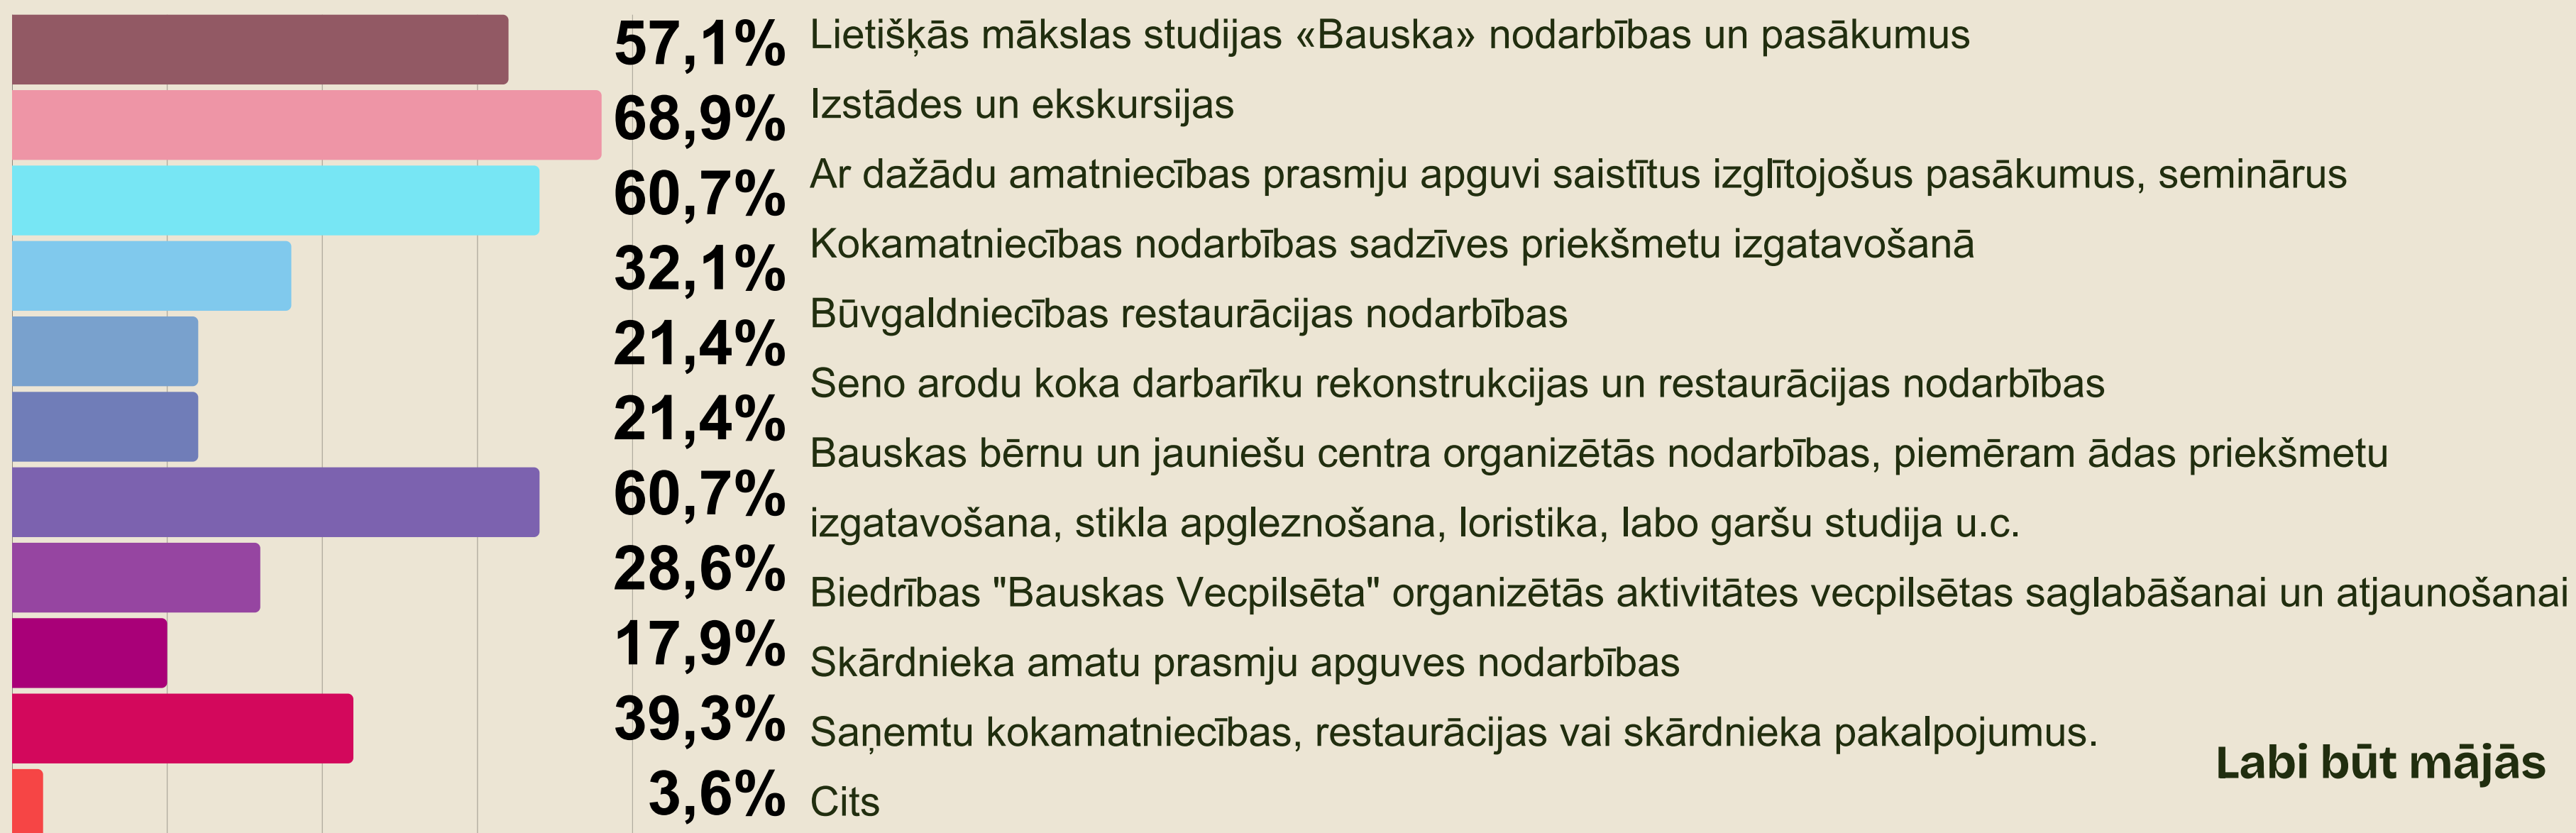 57,1% Lietišķās mākslas studijas «Bauska» nodarbības un pasākumus
68,9% Izstādes un ekskursijas
60,7% Ar dažādu amatniecības prasmju apguvi saistītus izglītojošus pasākumus, seminārus
32,1% Kokamatniecības nodarbības sadzīves priekšmetu izgatavošanā
21,4% Būvgaldniecības restaurācijas nodarbības
21,4% Seno arodu koka darbarīku rekonstrukcijas un restaurācijas nodarbības
60,7% Bauskas bērnu un jauniešu centra organizētās nodarbības, piemēram ādas priekšmetu
izgatavošana, stikla apgleznošana, loristika, labo garšu studija u.c.
28,6% Biedrības "Bauskas Vecpilsēta" organizētās aktivitātes vecpilsētas saglabāšanai un atjaunošanai
17,9% Skārdnieka amatu prasmju apguves nodarbības
39,3% Saņemtu kokamatniecības, restaurācijas vai skārdnieka pakalpojumus.
3,6% Cits
Labi būt mājās